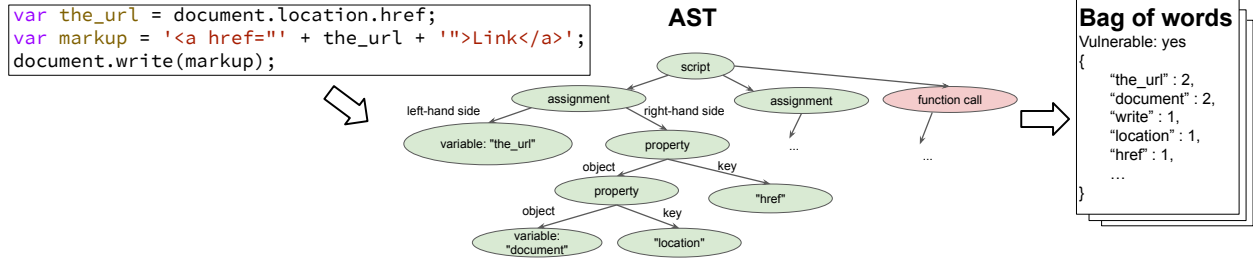 var the_url = document.location.href;
var markup = '<a href="' + the_url + '">Link</a>';
document.write(markup);
AST
script
assignment
assignment
function call
left-hand side
right-hand side
variable: "the_url"
property
...
...
object
key
property
"href"
object
key
variable:
"document"
"location"
Bag of words
Vulnerable: yes
{
“the_url” : 2,
“document” : 2,
“write” : 1,
“location” : 1,
“href” : 1,
…
}